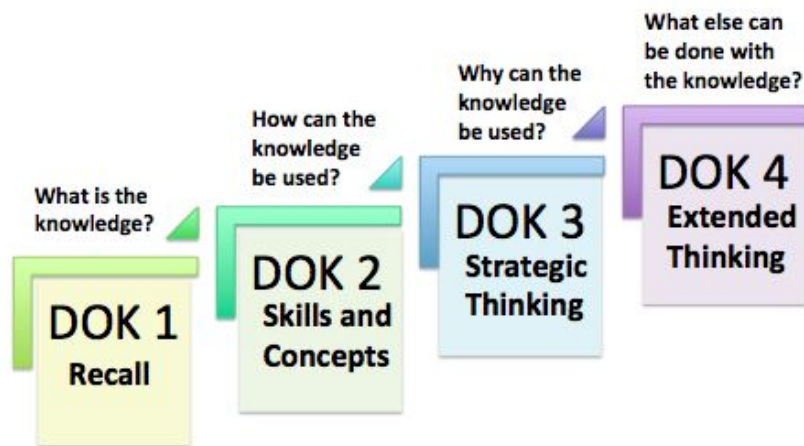 What is the
knowledge?
DOK 1
Recall
How can the
knowledge
be used?
DOK 2
Skills and
Concepts
Why can the
knowledge
be used?
DOK 3
Strategic
Thinking
What else can
be done with
the knowledge?
DOK 4
Extended
Thinking